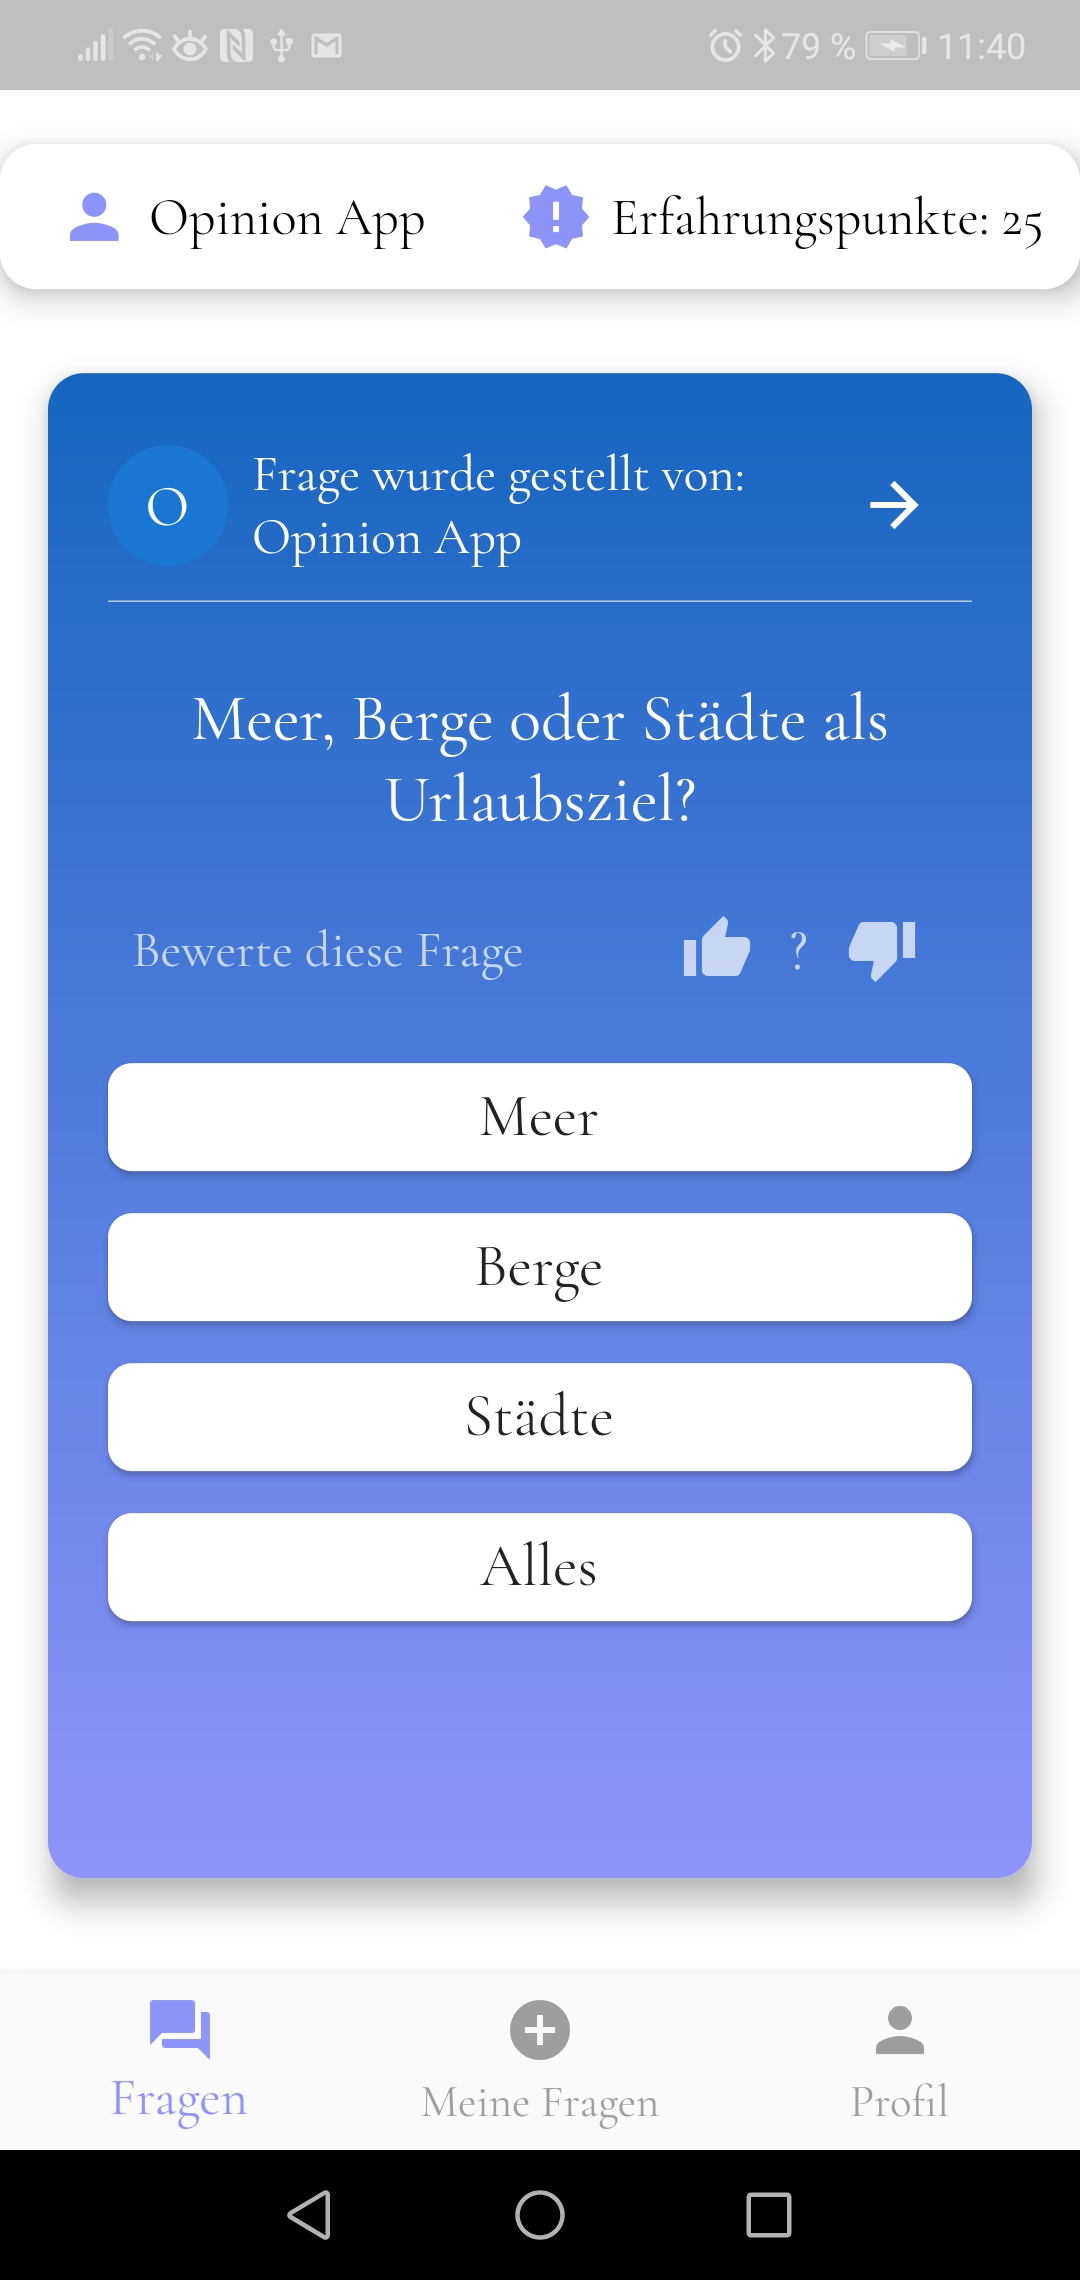 79 % 11:40
Opinion App Erfahrungspunkte: 25
O
Frage wurde gestellt von:
Opinion App
Meer, Berge oder Städte als
Urlaubsziel?
Bewerte diese Frage ?
Meer
Berge
Städte
Alles
Fragen Meine Fragen Profil